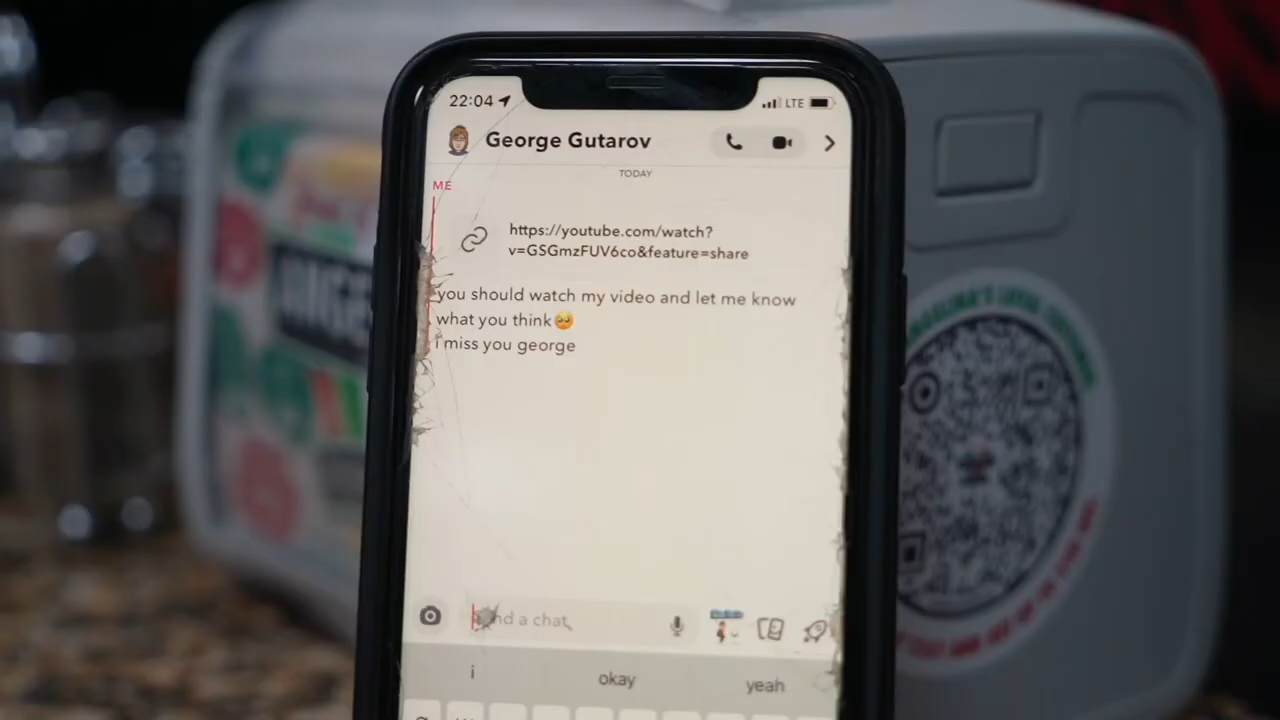 22:04
LTE
George Gutarov
TODAY
ME
https://youtube.com/watch?
v=GSGmzFUV6co&feature=share
you should watch my video and let me know
what you think🥺
i miss you george
a chat
i okay yeah